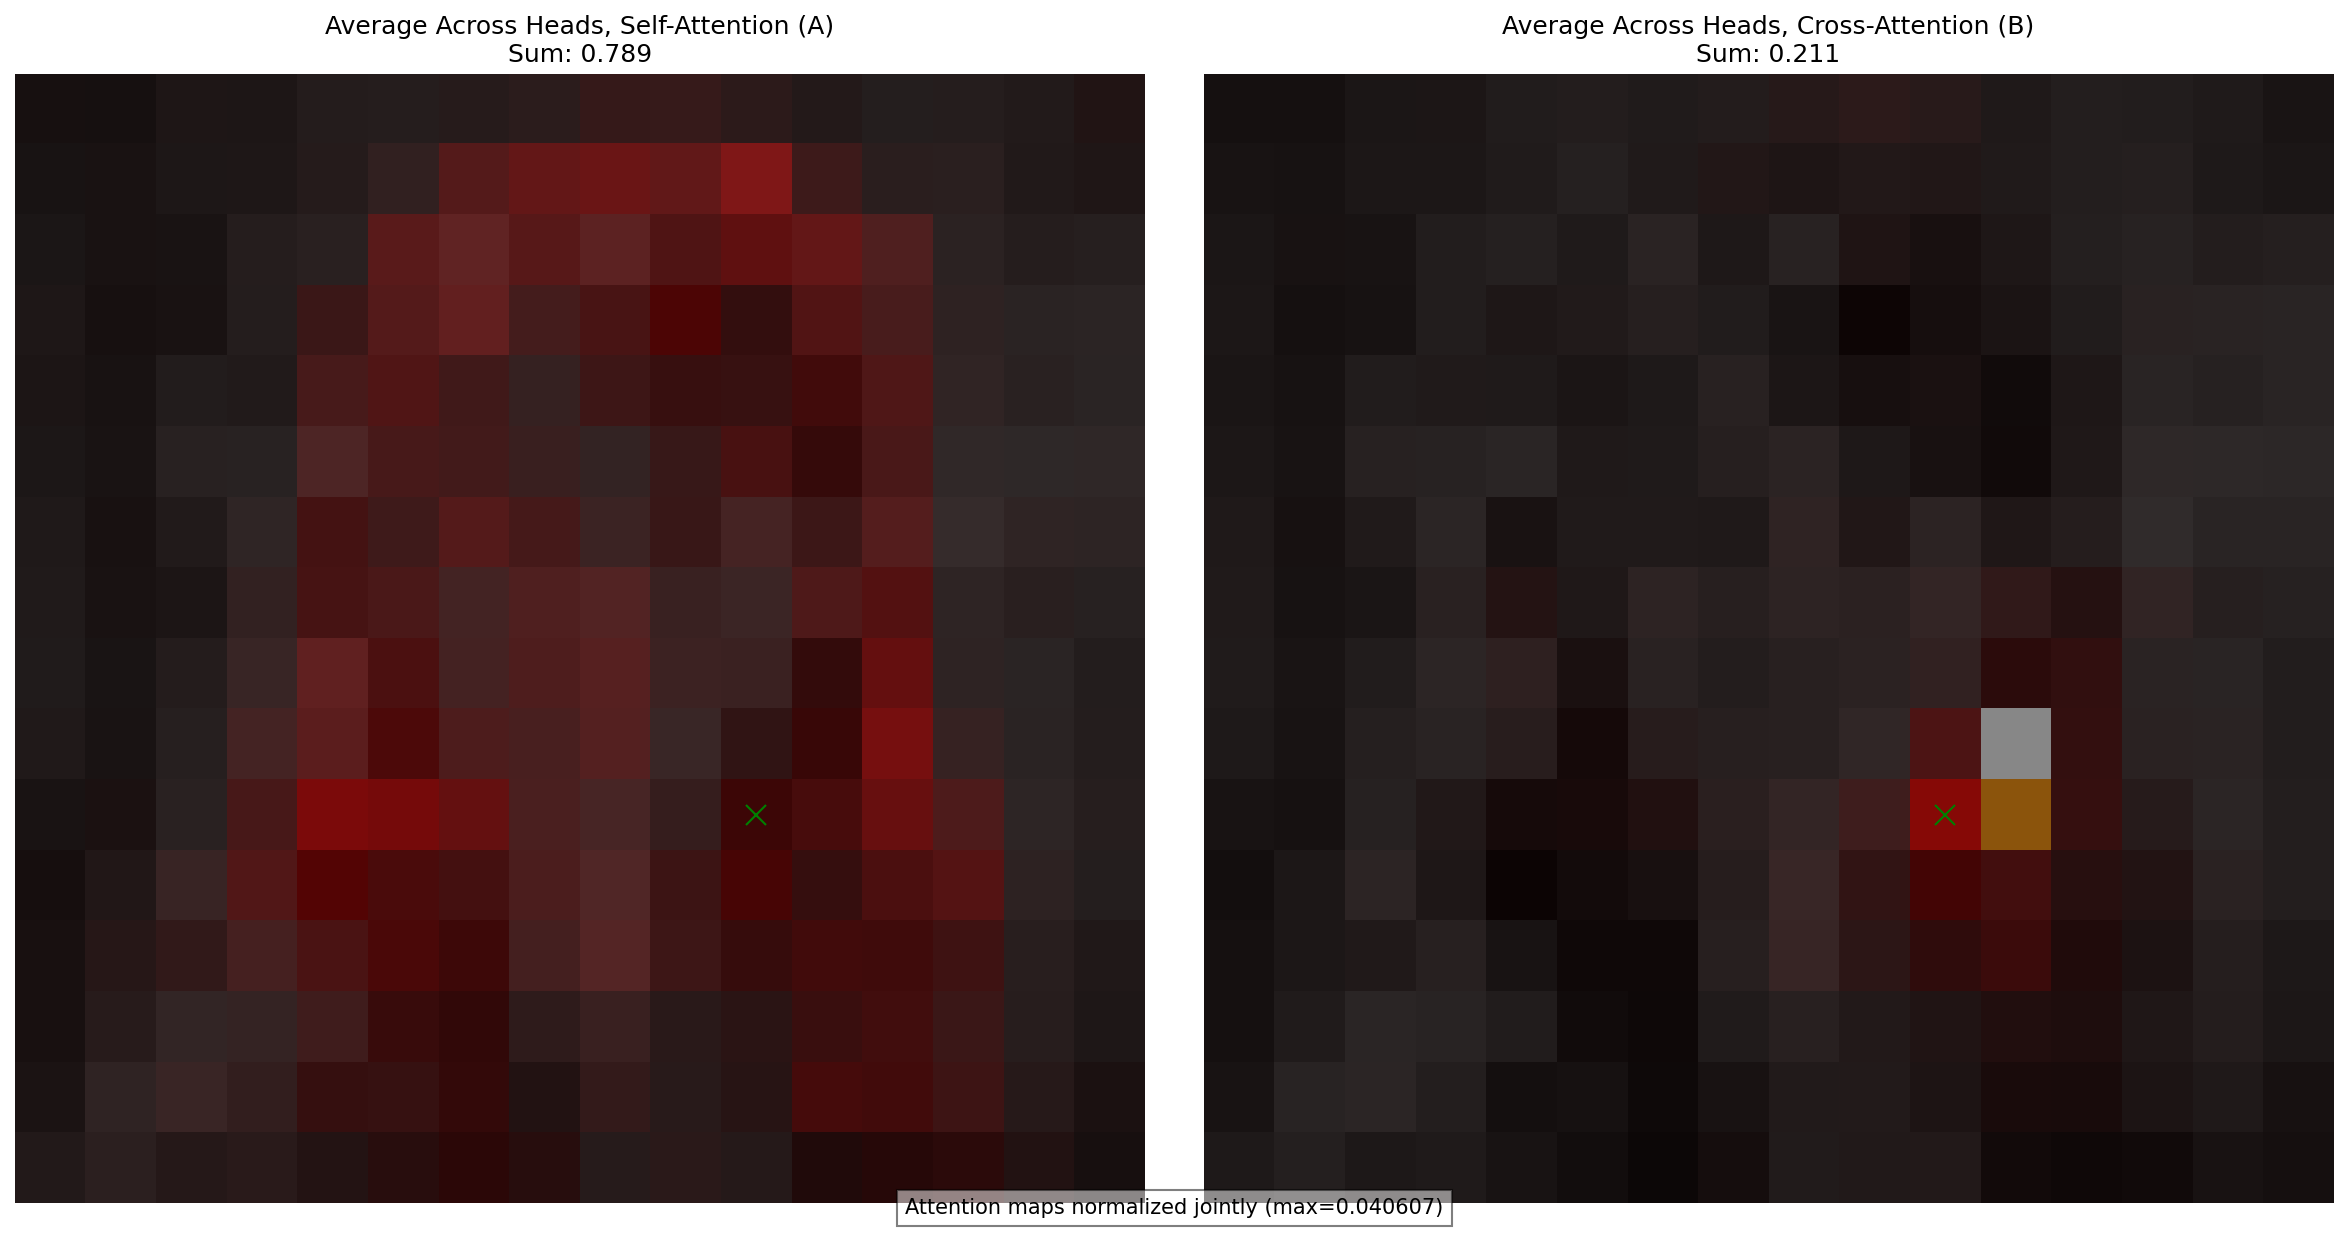 Average Across Heads, Self-Attention (A)
Sum: 0.789
Average Across Heads, Cross-Attention (B)
Sum: 0.211
Attention maps normalized jointly (max=0.040607)